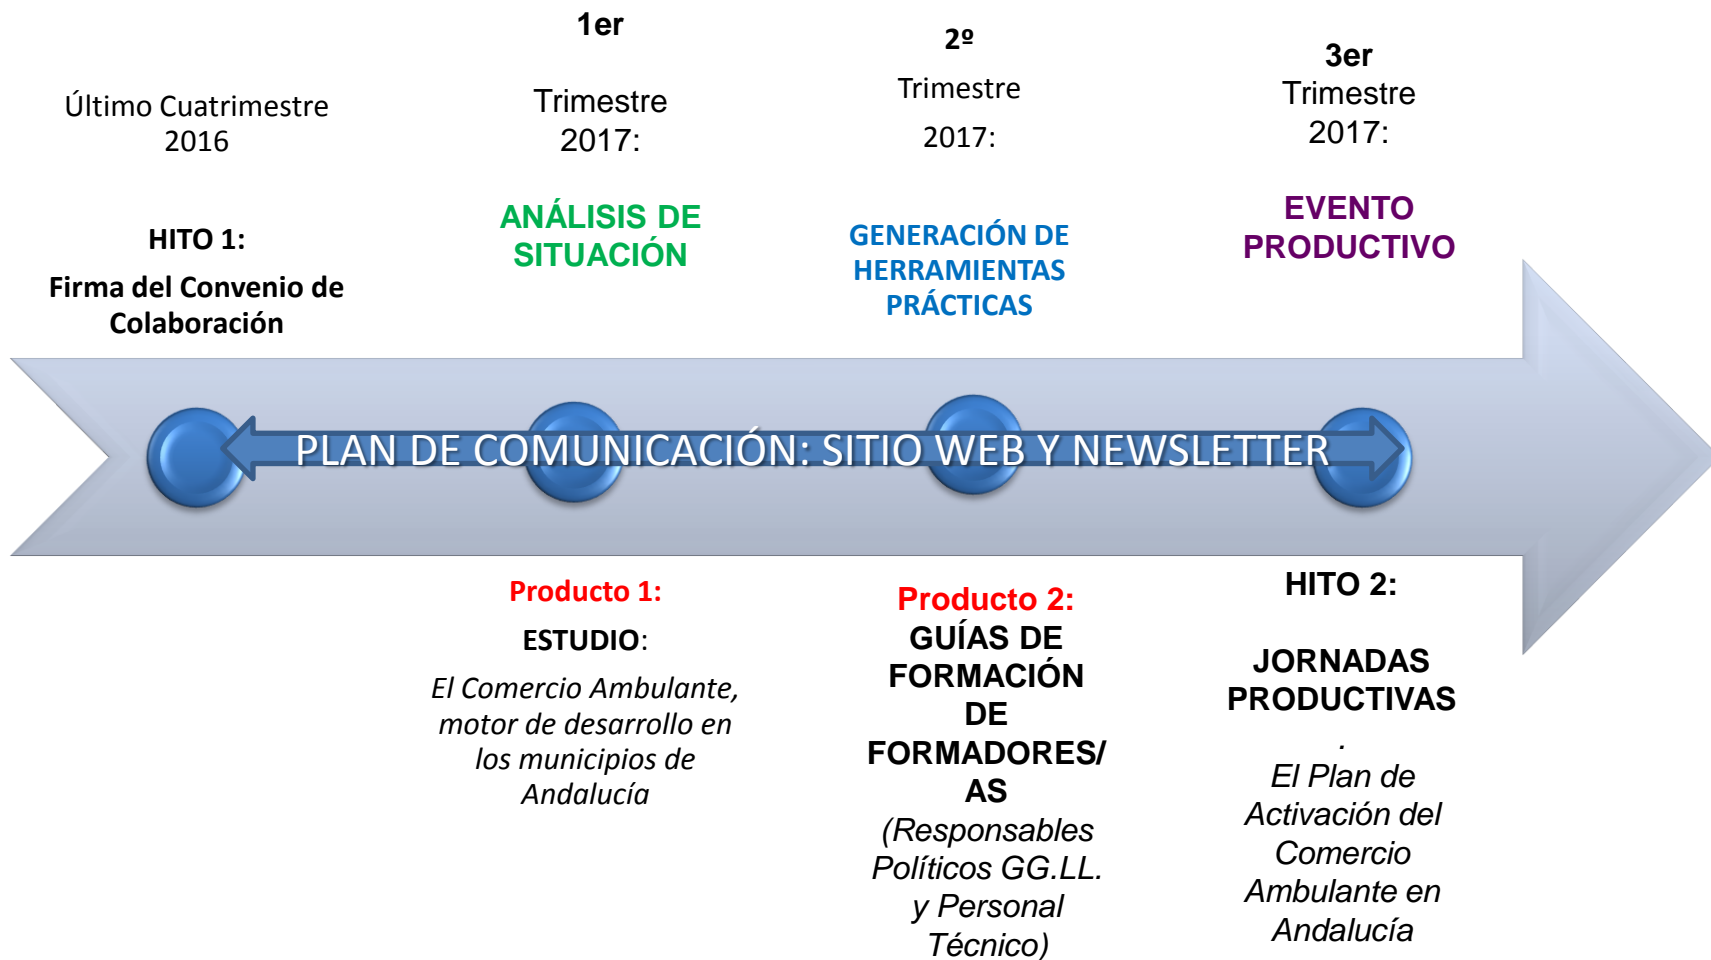 Último Cuatrimestre
2016
HITO 1:
Firma del Convenio de
Colaboración
1er
Trimestre
2017:
ANÁLISIS DE
SITUACIÓN
2º
Trimestre
2017:
GENERACIÓN DE
HERRAMIENTAS
PRÁCTICAS
3er
Trimestre
2017:
EVENTO
PRODUCTIVO
PLAN DE COMUNICACIÓN: SITIO WEB Y NEWSLETTER
Producto 1:
ESTUDIO:
El Comercio Ambulante,
motor de desarrollo en
los municipios de
Andalucía
Producto 2:
GUÍAS DE
FORMACIÓN
DE
FORMADORES/
AS
(Responsables
Políticos GG.LL.
y Personal
Técnico)
HITO 2:
JORNADAS
PRODUCTIVAS
.
El Plan de
Activación del
Comercio
Ambulante en
Andalucía